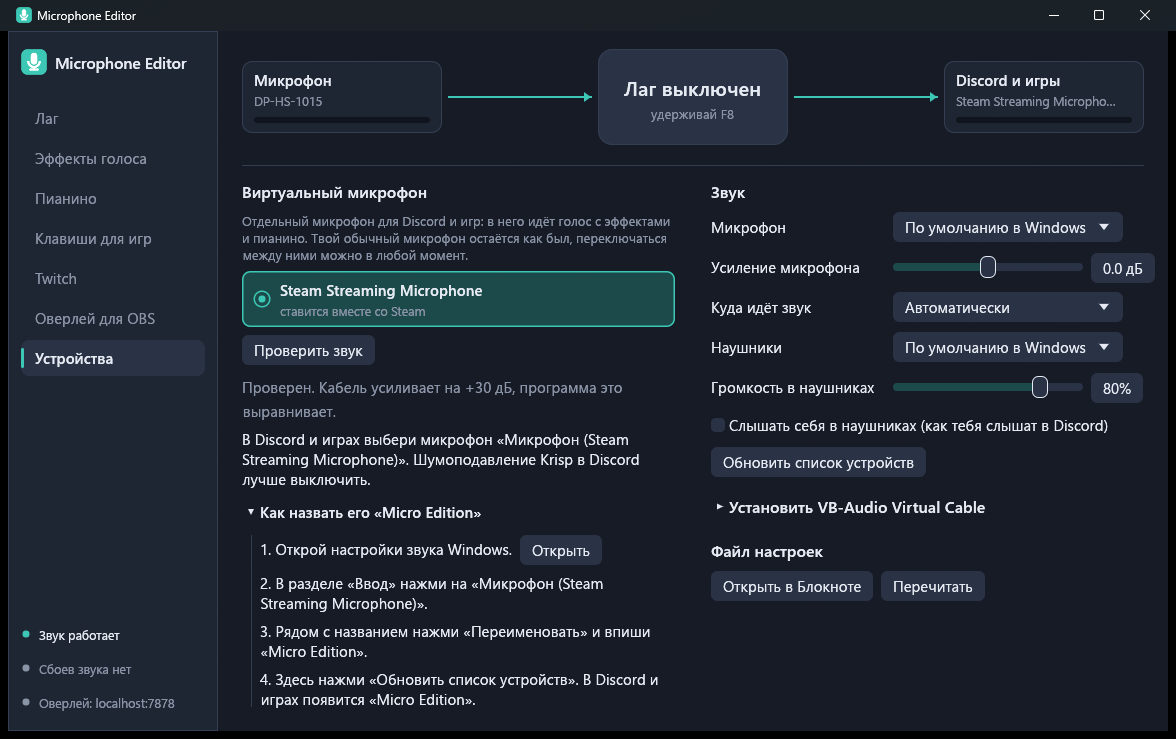 Microphone Editor
Microphone Editor
Лаг
Эффекты голоса
Пианино
Клавиши для игр
Twitch
Оверлей для OBS
Устройства
Звук работает
Сбоев звука нет
Оверлей: localhost:7878
Микрофон
DP-HS-1015
Лаг выключен
удерживай F8
Discord и игры
Steam Streaming Micropho...
Виртуальный микрофон
Отдельный микрофон для Discord и игр: в него идёт голос с эффектами
и пианино. Твой обычный микрофон остаётся как был, переключаться
между ними можно в любой момент.
Steam Streaming Microphone
ставится вместе со Steam
Проверить звук
Проверен. Кабель усиливает на +30 дБ, программа это
выравнивает.
В Discord и играх выбери микрофон «Микрофон (Steam
Streaming Microphone)». Шумоподавление Krisp в Discord
лучше выключить.
Как назвать его «Micro Edition»
1. Открой настройки звука Windows. Открыть
2. В разделе «Ввод» нажми на «Микрофон (Steam
Streaming Microphone)».
3. Рядом с названием нажми «Переименовать» и впиши
«Micro Edition».
4. Здесь нажми «Обновить список устройств». В Discord и
играх появится «Micro Edition».
Звук
Микрофон По умолчанию в Windows
Усиление микрофона 0.0 дБ
Куда идёт звук Автоматически
Наушники По умолчанию в Windows
Громкость в наушниках 80%
Слышать себя в наушниках (как тебя слышат в Discord)
Обновить список устройств
Установить VB-Audio Virtual Cable
Файл настроек
Открыть в Блокноте Перечитать